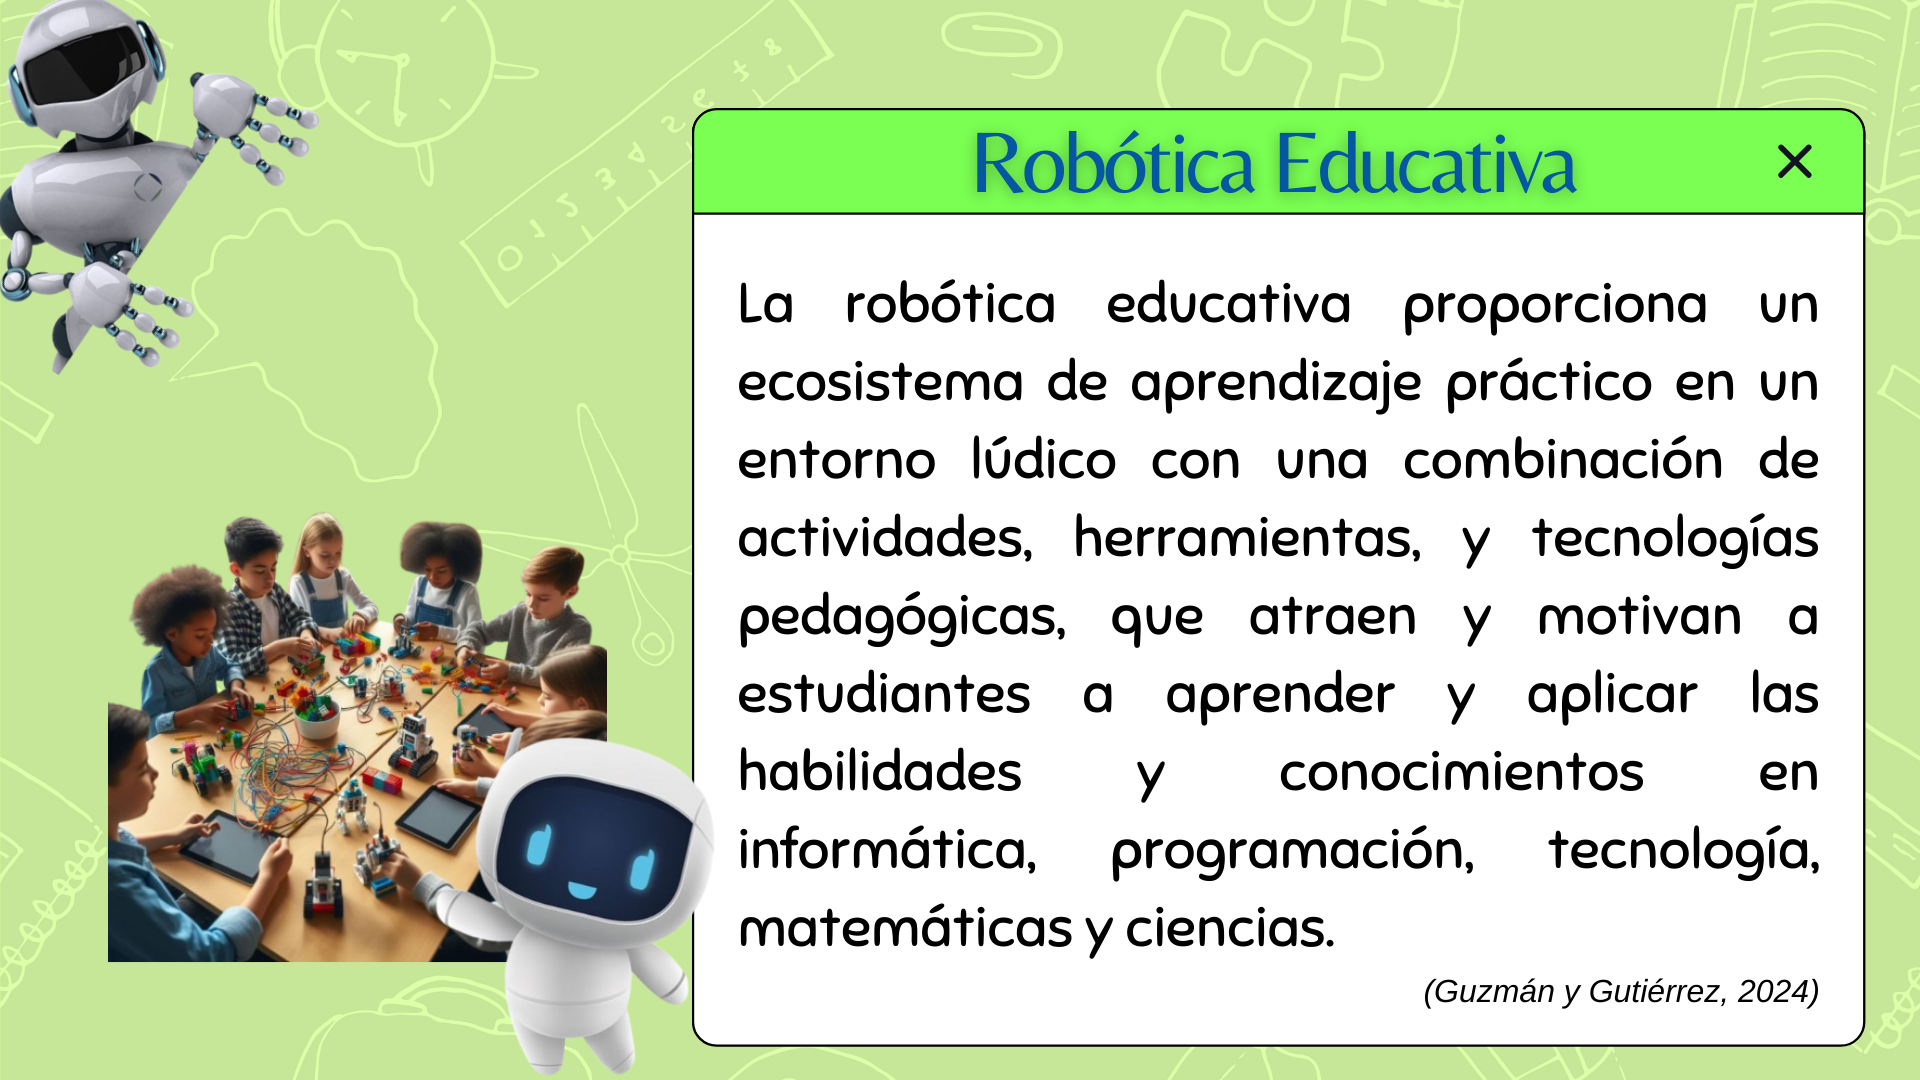 Robótica Educativa
La robótica educativa proporciona un
ecosistema de aprendizaje práctico en un
entorno lúdico con una combinación de
actividades, herramientas, y tecnologías
pedagógicas, que atraen y motivan a
estudiantes a aprender y aplicar las
habilidades y conocimientos en
informática, programación, tecnología,
matemáticas y ciencias.
(Guzmán y Gutiérrez, 2024)